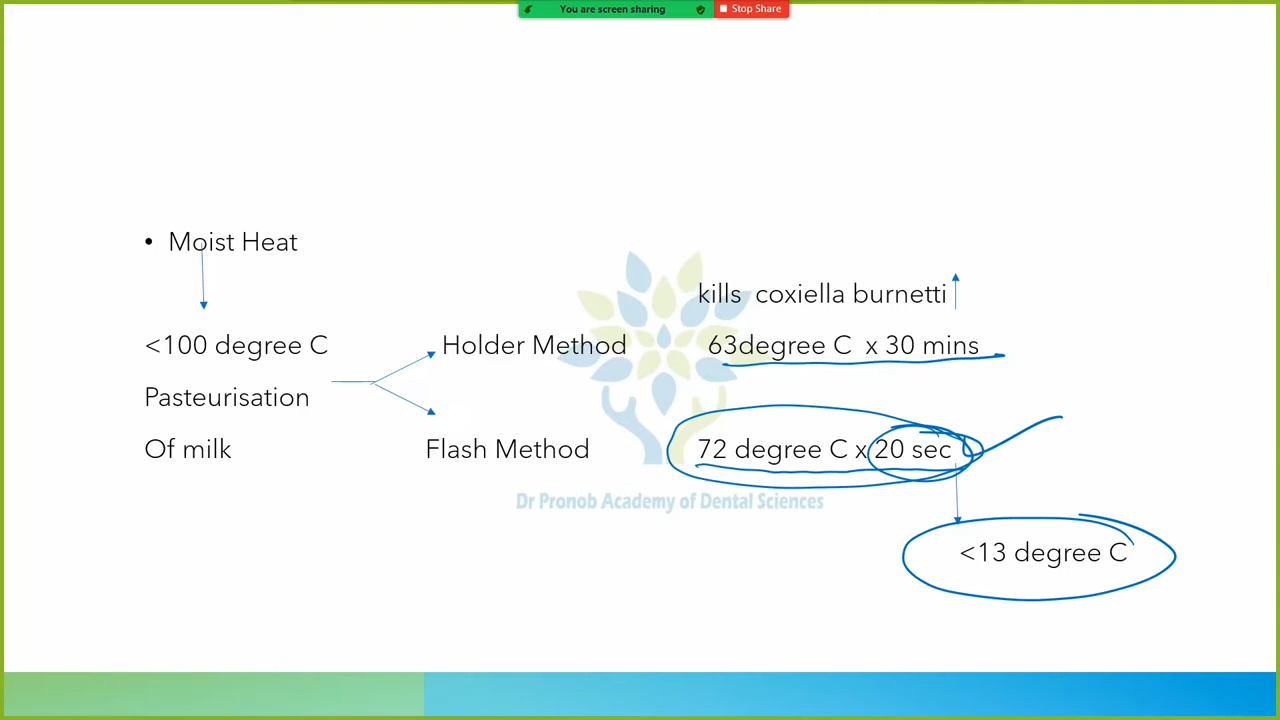 You are screen sharing Stop Share
• Moist Heat
kills coxiella burnetti
<100 degree C Holder Method 63degree C x 30 mins
Pasteurisation
Of milk Flash Method 72 degree C x 20 sec
Dr Pronob Academy of Dental Sciences
<13 degree C